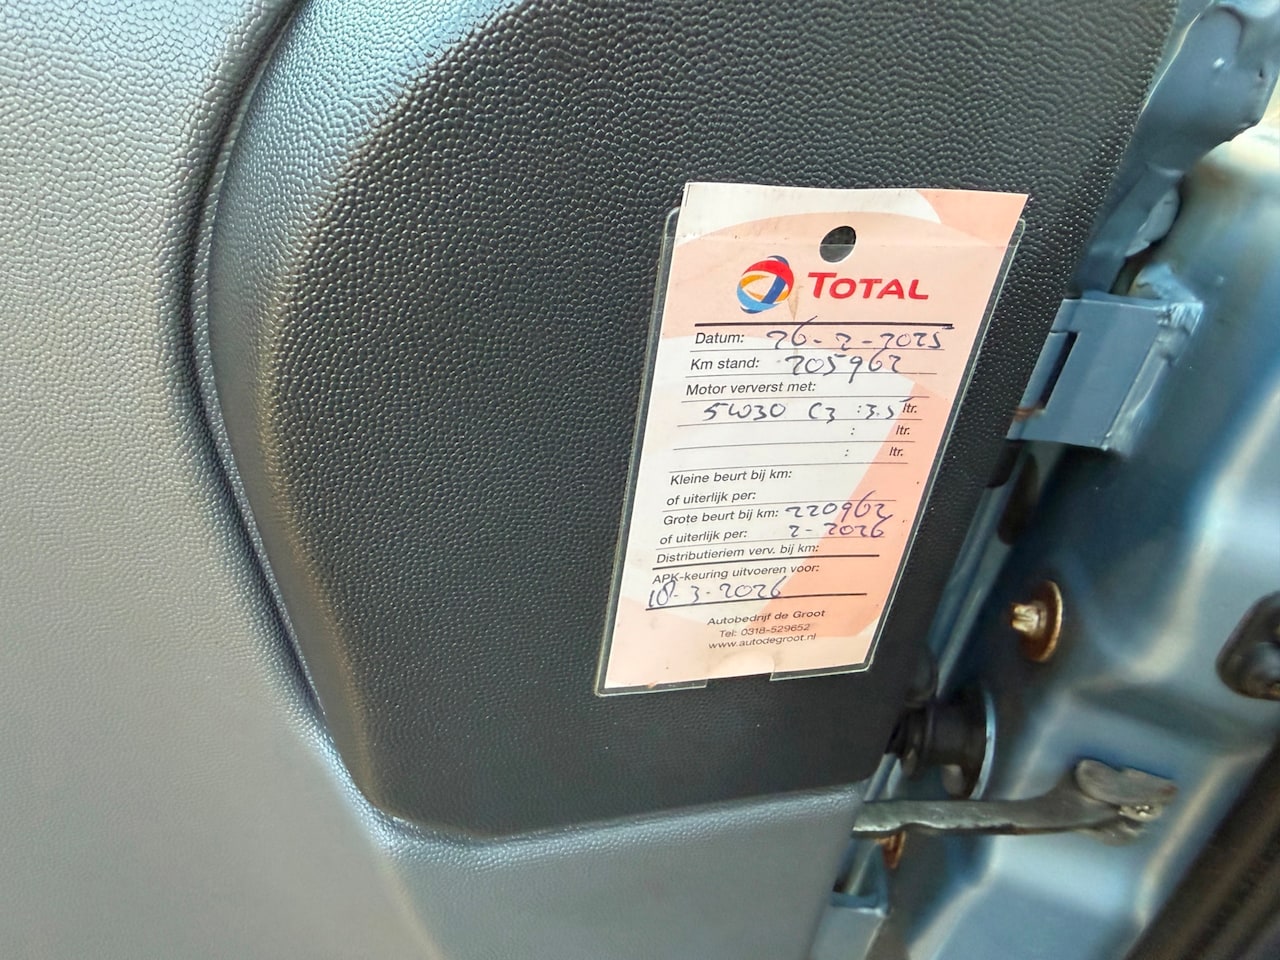 TOTAL
Datum: 26-2-2025
Km stand: 205962
Motor ververst met:
5W30 C3 : 3.5 ltr.
: ltr.
: ltr.
Kleine beurt bij km:
of uiterlijk per:
Grote beurt bij km: 220962
of uiterlijk per: 2-2026
Distributieriem verv. bij km:
APK-keuring uitvoeren voor:
18-3-2026
Autobedrijf de Groot
Tel: 0318-529652
www.autodegroot.nl